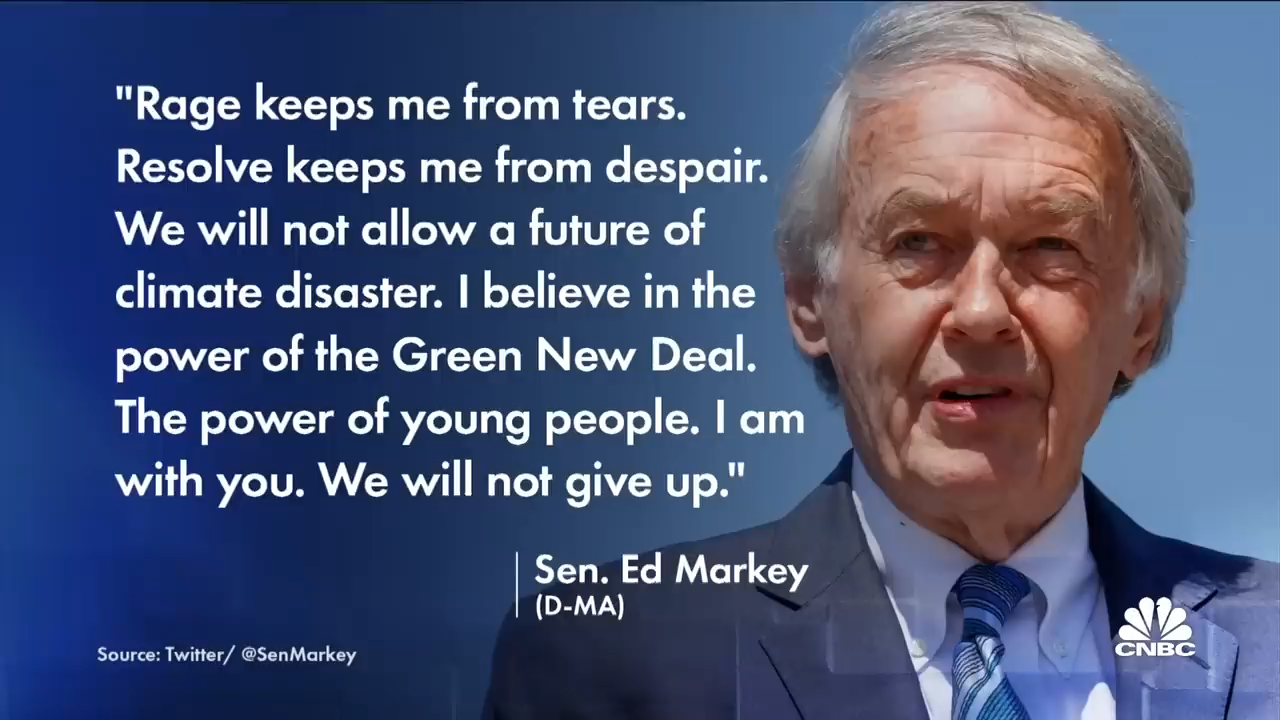 "Rage keeps me from tears.
Resolve keeps me from despair.
We will not allow a future of
climate disaster. I believe in the
power of the Green New Deal.
The power of young people. I am
with you. We will not give up."
Sen. Ed Markey
(D-MA)
Source: Twitter/ @SenMarkey
CNBC